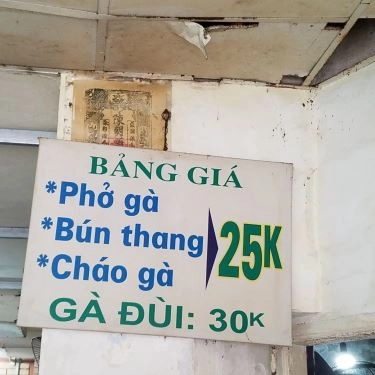 BẢNG GIÁ
*Phở gà
*Bún thang 25K
*Cháo gà
GÀ ĐÙI: 30K